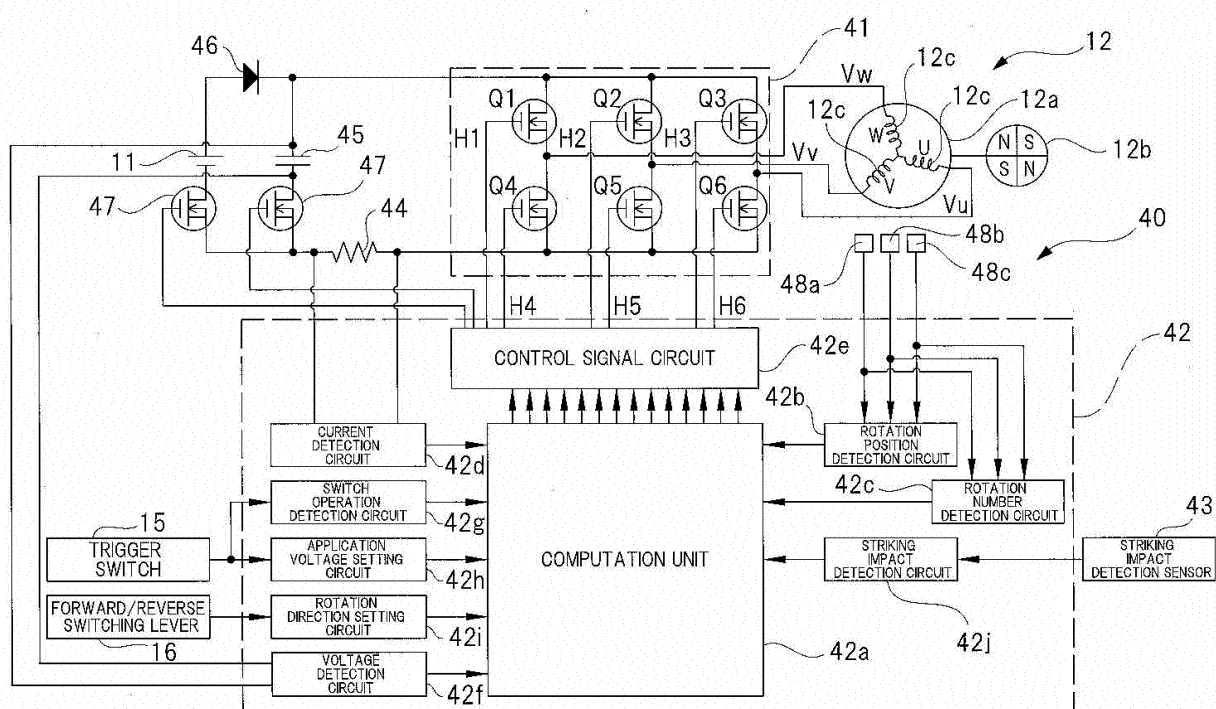 46
41
12
12c
Vw
12c
12a
12c
Q1
Q2
Q3
H1
H2
H3
W
U
N S
S N
12b
11
45
Vv
V
47
47
Q4
Q5
Q6
Vu
44
48b
40
48a
48c
H4
H5
H6
CONTROL SIGNAL CIRCUIT
42e
42
42b
CURRENT
DETECTION
CIRCUIT
42d
ROTATION
POSITION
DETECTION CIRCUIT
SWITCH
OPERATION
DETECTION CIRCUIT
42g
42c
ROTATION
NUMBER
DETECTION CIRCUIT
15
TRIGGER
SWITCH
APPLICATION
VOLTAGE SETTING
CIRCUIT
42h
COMPUTATION UNIT
STRIKING
IMPACT
DETECTION CIRCUIT
43
STRIKING
IMPACT
DETECTION SENSOR
FORWARD/REVERSE
SWITCHING LEVER
16
ROTATION
DIRECTION SETTING
CIRCUIT
42i
42j
VOLTAGE
DETECTION
CIRCUIT
42f
42a